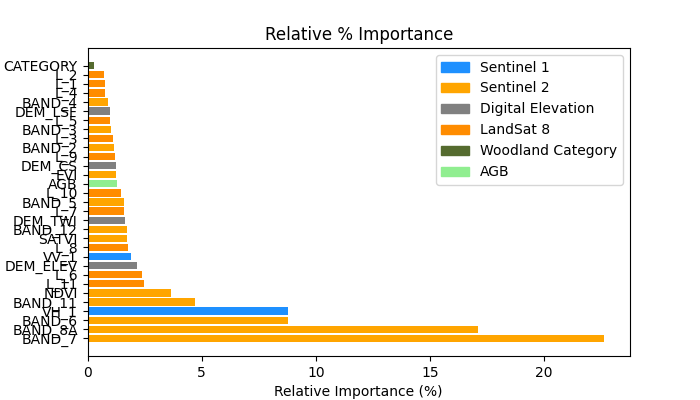 Relative % Importance
CATEGORY
L_2
L_1
L_4
BAND_4
DEM_LSF
L_5
BAND_3
L_3
BAND_2
L_9
DEM_CS
EVI
AGB
L_10
BAND_5
L_7
DEM_TWI
BAND_12
SATVI
L_8
VV_1
DEM_ELEV
L_6
L_11
NDVI
BAND_11
VH_1
BAND_6
BAND_8A
BAND_7
Sentinel 1
Sentinel 2
Digital Elevation
LandSat 8
Woodland Category
AGB
0 5 10 15 20
Relative Importance (%)